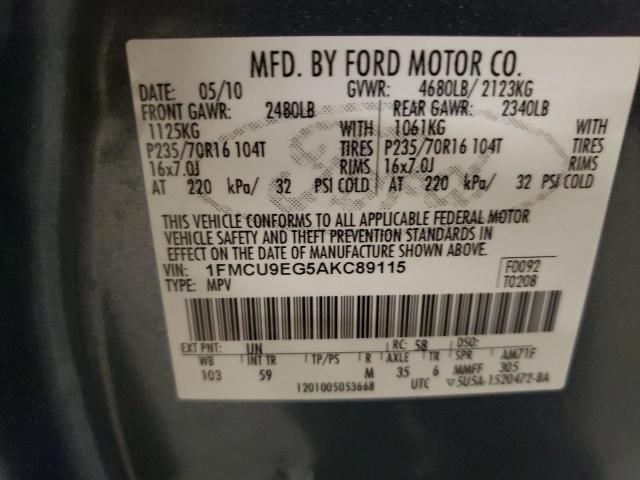 MFD. BY FORD MOTOR CO.
DATE: 05/10 GVWR: 4680LB/ 2123KG
FRONT GAWR: 2480LB REAR GAWR: 2340LB
1125KG WITH 1061KG WITH
P235/70R16 104T TIRES P235/70R16 104T TIRES
16x7.0J RIMS 16x7.0J RIMS
AT 220 kPa/ 32 PSI COLD AT 220 kPa/ 32 PSI COLD
THIS VEHICLE CONFORMS TO ALL APPLICABLE FEDERAL MOTOR
VEHICLE SAFETY AND THEFT PREVENTION STANDARDS IN
EFFECT ON THE DATE OF MANUFACTURE SHOWN ABOVE.
VIN: 1FMCU9EG5AKC89115 F0092
TYPE: MPV T0208
EXT PNT: UN RC: 58 DSO:
WB INT TR TP/PS R AXLE TR SPR AM71F
103 59 M 35 6 MMFF 305
1201005053668 UTC 5U5A-1520472-BA